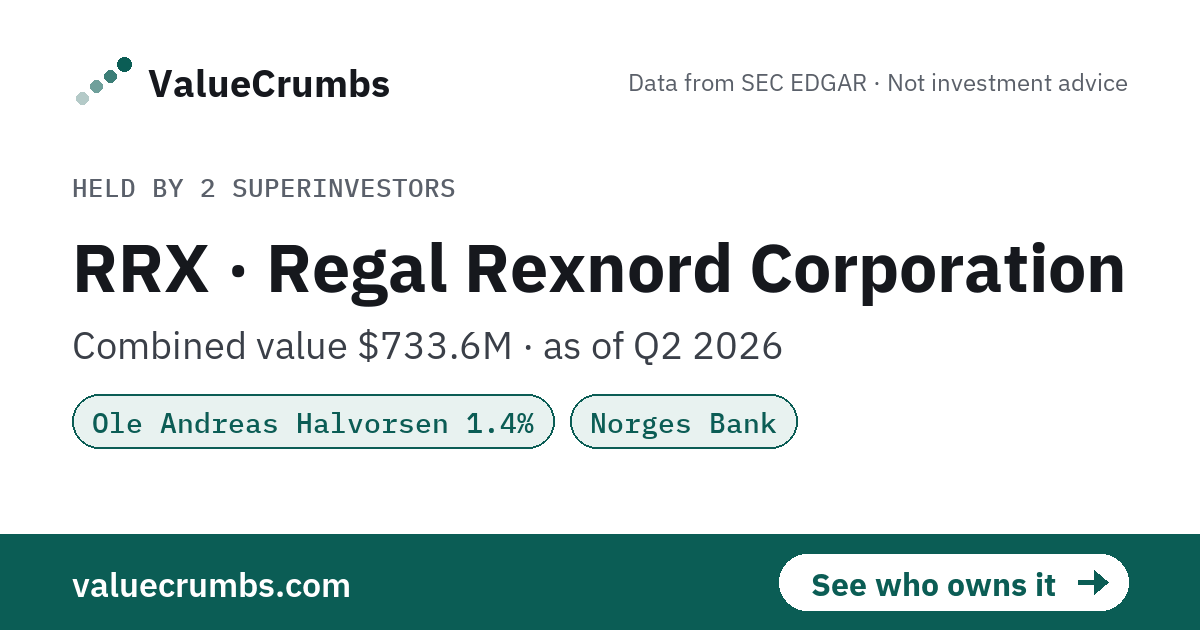 ValueCrumbs
Data from SEC EDGAR · Not investment advice
HELD BY 2 SUPERINVESTORS
RRX · Regal Rexnord Corporation
Combined value $733.6M · as of Q2 2026
Ole Andreas Halvorsen 1.4%
Norges Bank
valuecrumbs.com
See who owns it →